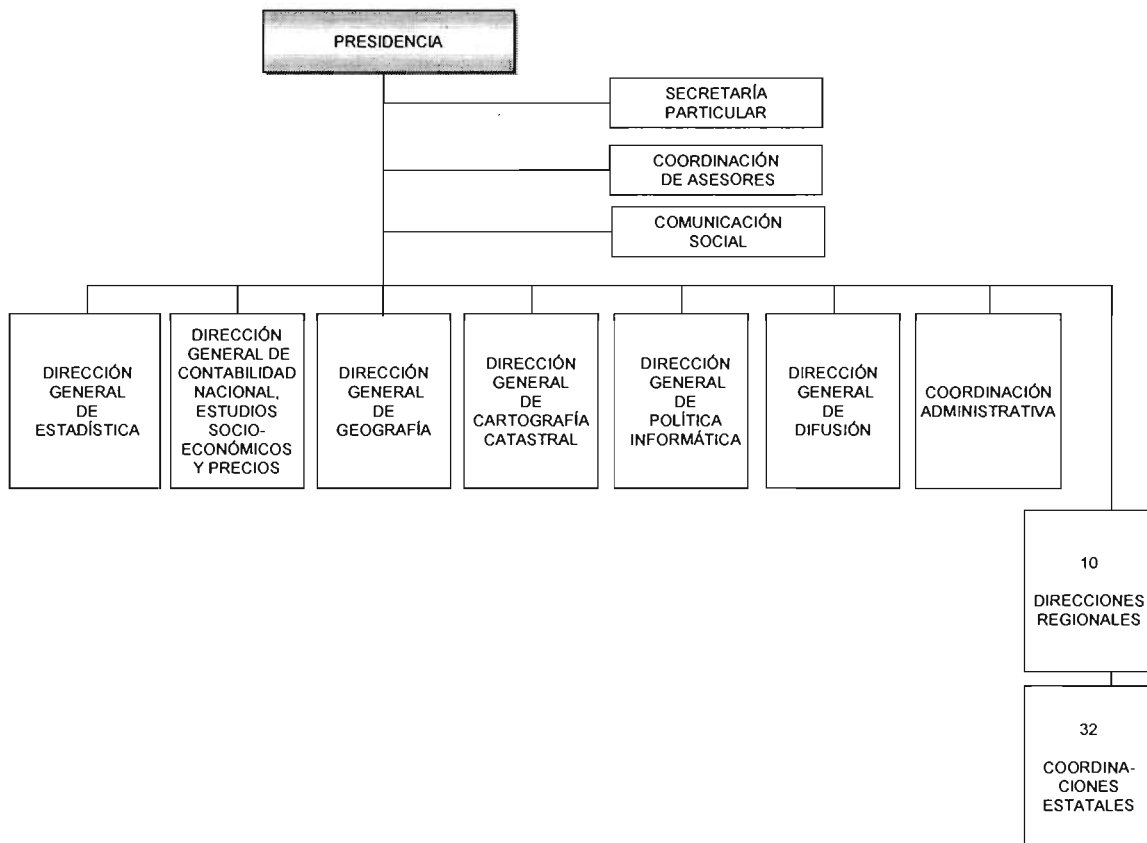 PRESIDENCIA
SECRETARÍA
PARTICULAR
COORDINACIÓN
DE ASESORES
COMUNICACIÓN
SOCIAL
DIRECCIÓN
GENERAL
DE
ESTADÍSTICA
DIRECCIÓN
GENERAL DE
CONTABILIDAD
NACIONAL,
ESTUDIOS
SOCIO-
ECONÓMICOS
Y PRECIOS
DIRECCIÓN
GENERAL
DE
GEOGRAFÍA
DIRECCIÓN
GENERAL
DE
CARTOGRAFÍA
CATASTRAL
DIRECCIÓN
GENERAL
DE
POLÍTICA
INFORMÁTICA
DIRECCIÓN
GENERAL
DE
DIFUSIÓN
COORDINACIÓN
ADMINISTRATIVA
10
DIRECCIONES
REGIONALES
32
COORDINA-
CIONES
ESTATALES